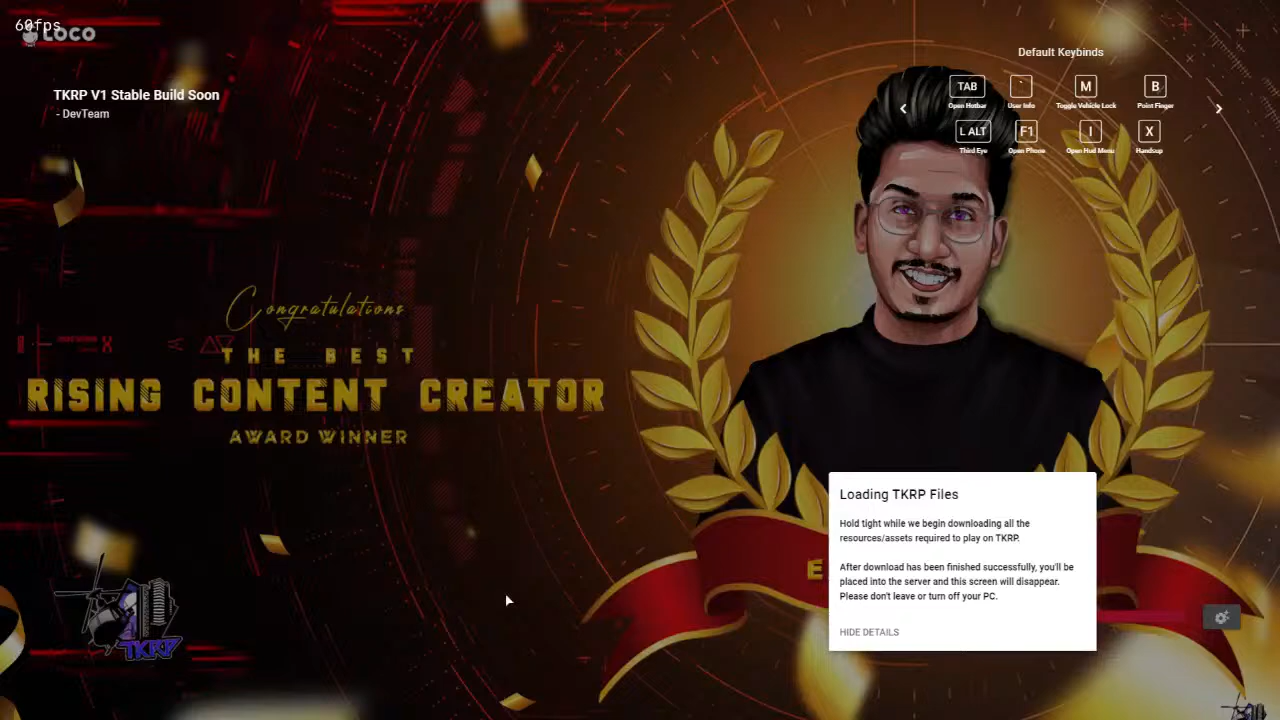 60fps
LOCO
Default Keybinds
TKRP V1 Stable Build Soon
- DevTeam
TAB
`
M
B
Open Hotbar
User Info
Toggle Vehicle Lock
Point Finger
L ALT
F1
I
X
Third Eye
Open Phone
Open Hud Menu
Handsup
Congratulations
THE BEST
RISING CONTENT CREATOR
AWARD WINNER
Loading TKRP Files
Hold tight while we begin downloading all the
resources/assets required to play on TKRP.
After download has been finished successfully, you'll be
placed into the server and this screen will disappear.
Please don't leave or turn off your PC.
HIDE DETAILS
E
TKRP